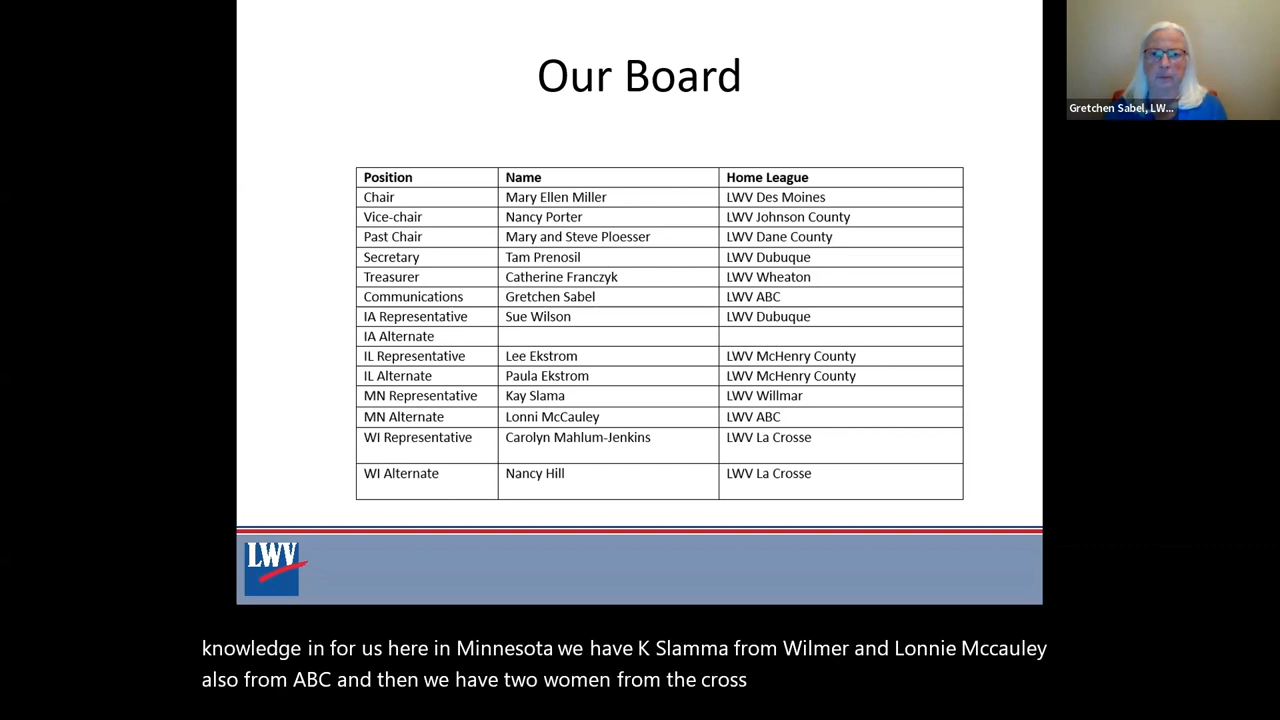 Our Board
Gretchen Sabel, LW...
Position Name Home League
Chair Mary Ellen Miller LWV Des Moines
Vice-chair Nancy Porter LWV Johnson County
Past Chair Mary and Steve Ploesser LWV Dane County
Secretary Tam Prenosil LWV Dubuque
Treasurer Catherine Franczyk LWV Wheaton
Communications Gretchen Sabel LWV ABC
IA Representative Sue Wilson LWV Dubuque
IA Alternate
IL Representative Lee Ekstrom LWV McHenry County
IL Alternate Paula Ekstrom LWV McHenry County
MN Representative Kay Slama LWV Willmar
MN Alternate Lonni McCauley LWV ABC
WI Representative Carolyn Mahlum-Jenkins LWV La Crosse
WI Alternate Nancy Hill LWV La Crosse
LWV
knowledge in for us here in Minnesota we have K Slamma from Wilmer and Lonnie Mccauley
also from ABC and then we have two women from the cross